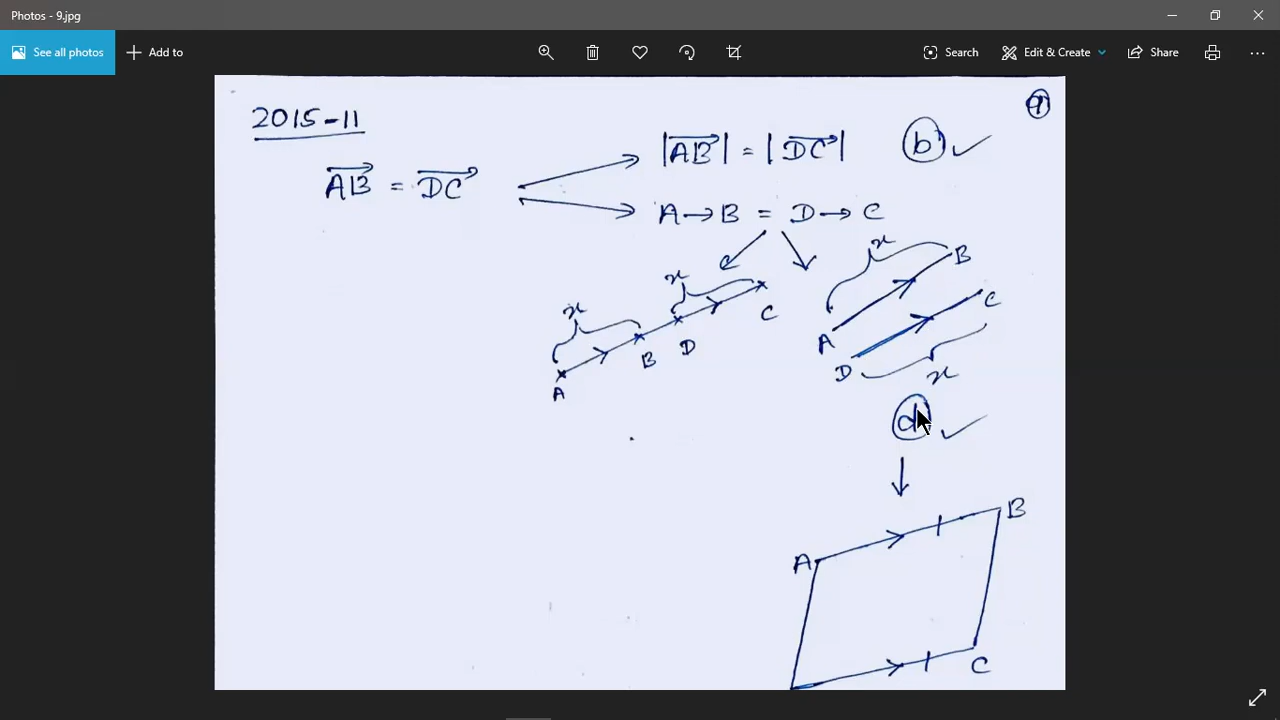 Photos - 9.jpg
See all photos
Add to
Search
Edit & Create
Share
9
2015-11
|AB| = |DC| b ✓
AB = DC
A → B = D → C
x
x
x
B
C
C
B
D
A
A
D
x
d ✓
B
A
C